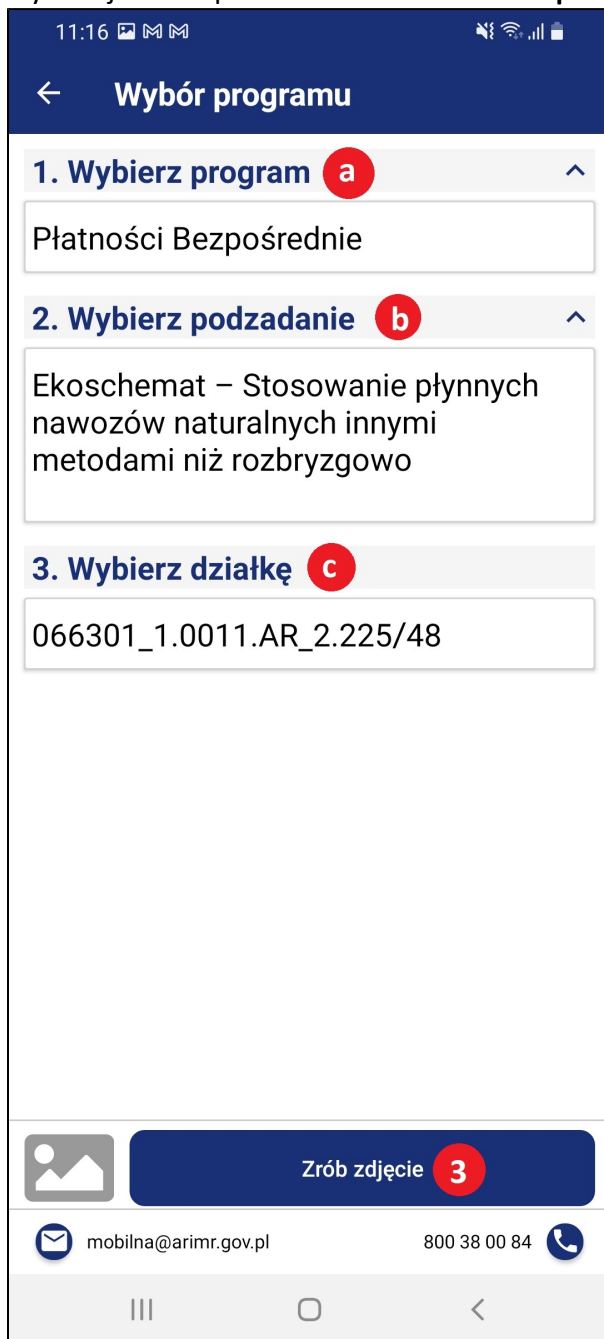 11:16
Wybór programu
1. Wybierz program a
Płatności Bezpośrednie
2. Wybierz podzadanie b
Ekoschemat – Stosowanie płynnych
nawozów naturalnych innymi
metodami niż rozbryzgowo
3. Wybierz działkę c
066301_1.0011.AR_2.225/48
Zrób zdjęcie 3
mobilna@arimr.gov.pl 800 38 00 84